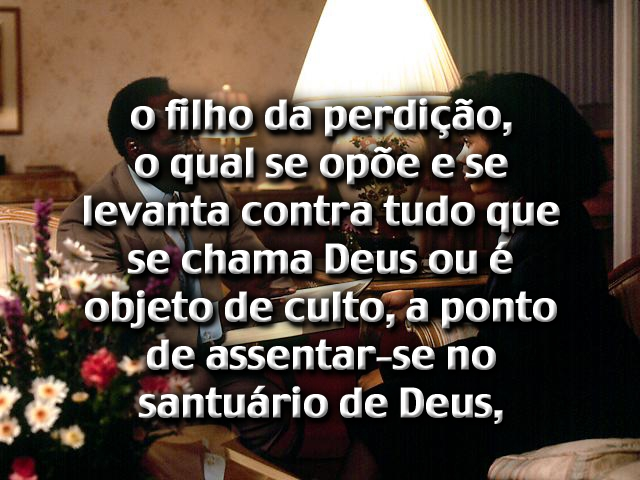 o filho da perdição,
o qual se opõe e se
levanta contra tudo que
se chama Deus ou é
objeto de culto, a ponto
de assentar-se no
santuário de Deus,